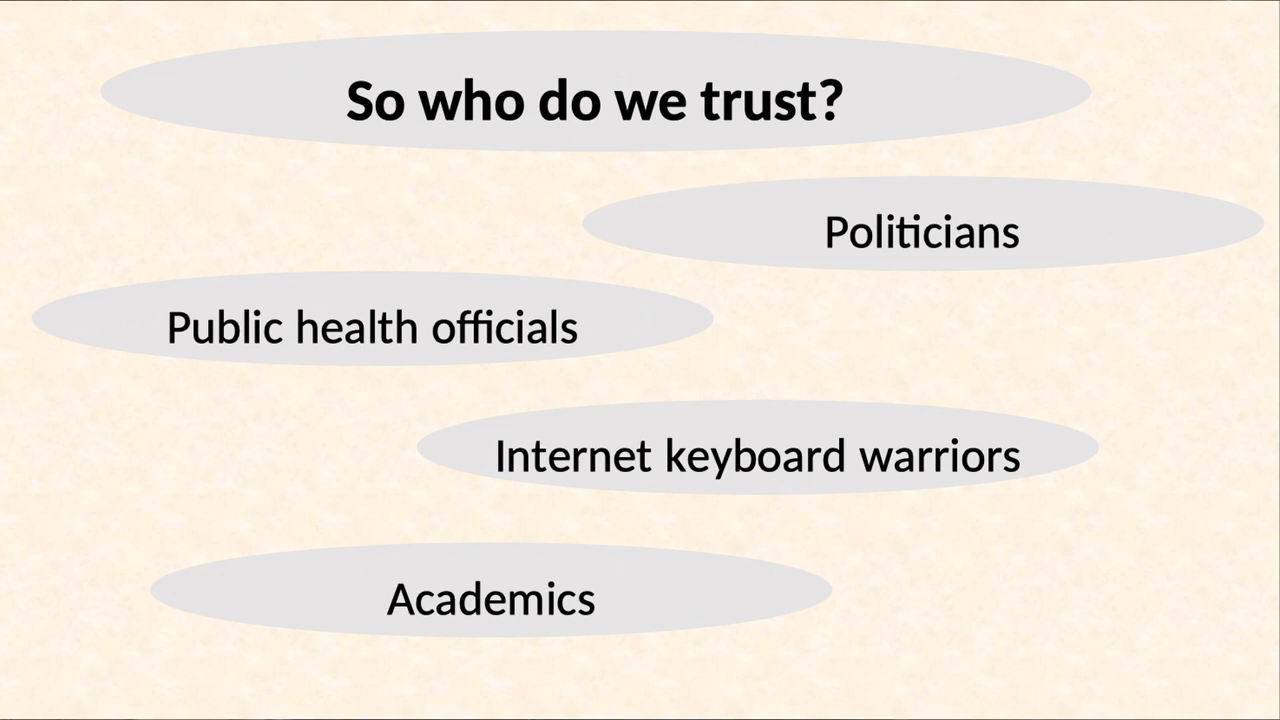 So who do we trust?
Politicians
Public health officials
Internet keyboard warriors
Academics